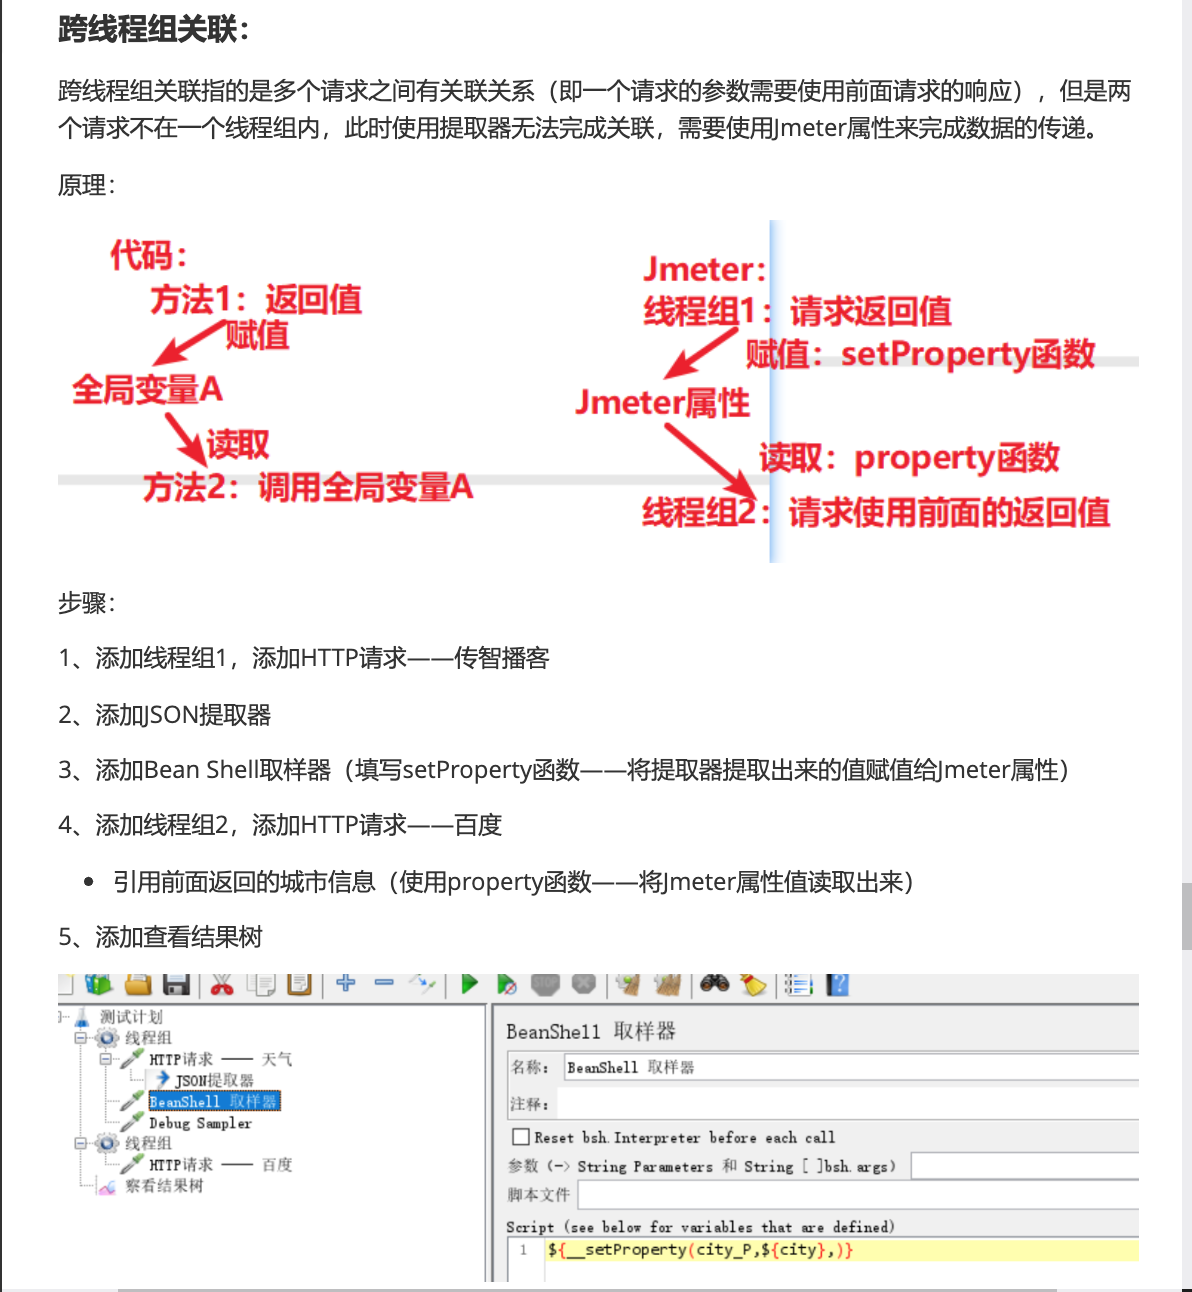 跨线程组关联：
跨线程组关联指的是多个请求之间有关联关系（即一个请求的参数需要使用前面请求的响应），但是两
个请求不在一个线程组内，此时使用提取器无法完成关联，需要使用Jmeter属性来完成数据的传递。
原理：
代码：
方法1：返回值
赋值
全局变量A
读取
方法2：调用全局变量A
Jmeter：
线程组1：请求返回值
赋值：setProperty函数
Jmeter属性
读取：property函数
线程组2：请求使用前面的返回值
步骤：
1、添加线程组1，添加HTTP请求——传智播客
2、添加JSON提取器
3、添加Bean Shell取样器（填写setProperty函数——将提取器提取出来的值赋值给Jmeter属性）
4、添加线程组2，添加HTTP请求——百度
• 引用前面返回的城市信息（使用property函数——将Jmeter属性值读取出来）
5、添加查看结果树
STOP
测试计划
线程组
HTTP请求 —— 天气
JSON提取器
BeanShell 取样器
Debug Sampler
线程组
HTTP请求 —— 百度
察看结果树
BeanShell 取样器
名称： BeanShell 取样器
注释：
Reset bsh.Interpreter before each call
参数 (-> String Parameters 和 String [ ]bsh.args)
脚本文件
Script (see below for variables that are defined)
1 ${__setProperty(city_P,${city},)}